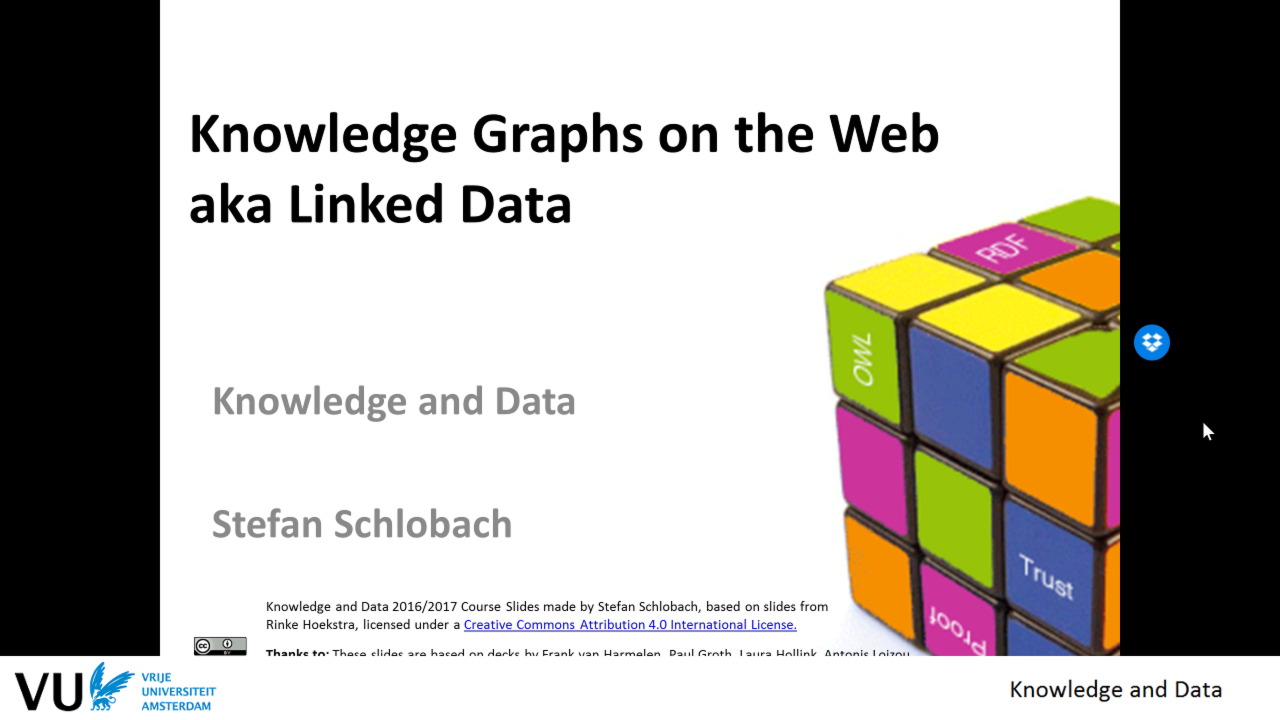 Knowledge Graphs on the Web
aka Linked Data
RDF
OWL
Knowledge and Data
Stefan Schlobach
Trust
Proof
Knowledge and Data 2016/2017 Course Slides made by Stefan Schlobach, based on slides from
Rinke Hoekstra, licensed under a Creative Commons Attribution 4.0 International License.
cc
BY
Thanks to: These slides are based on decks by Frank van Harmelen, Paul Groth, Laura Hollink, Antonis Loizou
VU VRIJE
UNIVERSITEIT
AMSTERDAM
Knowledge and Data